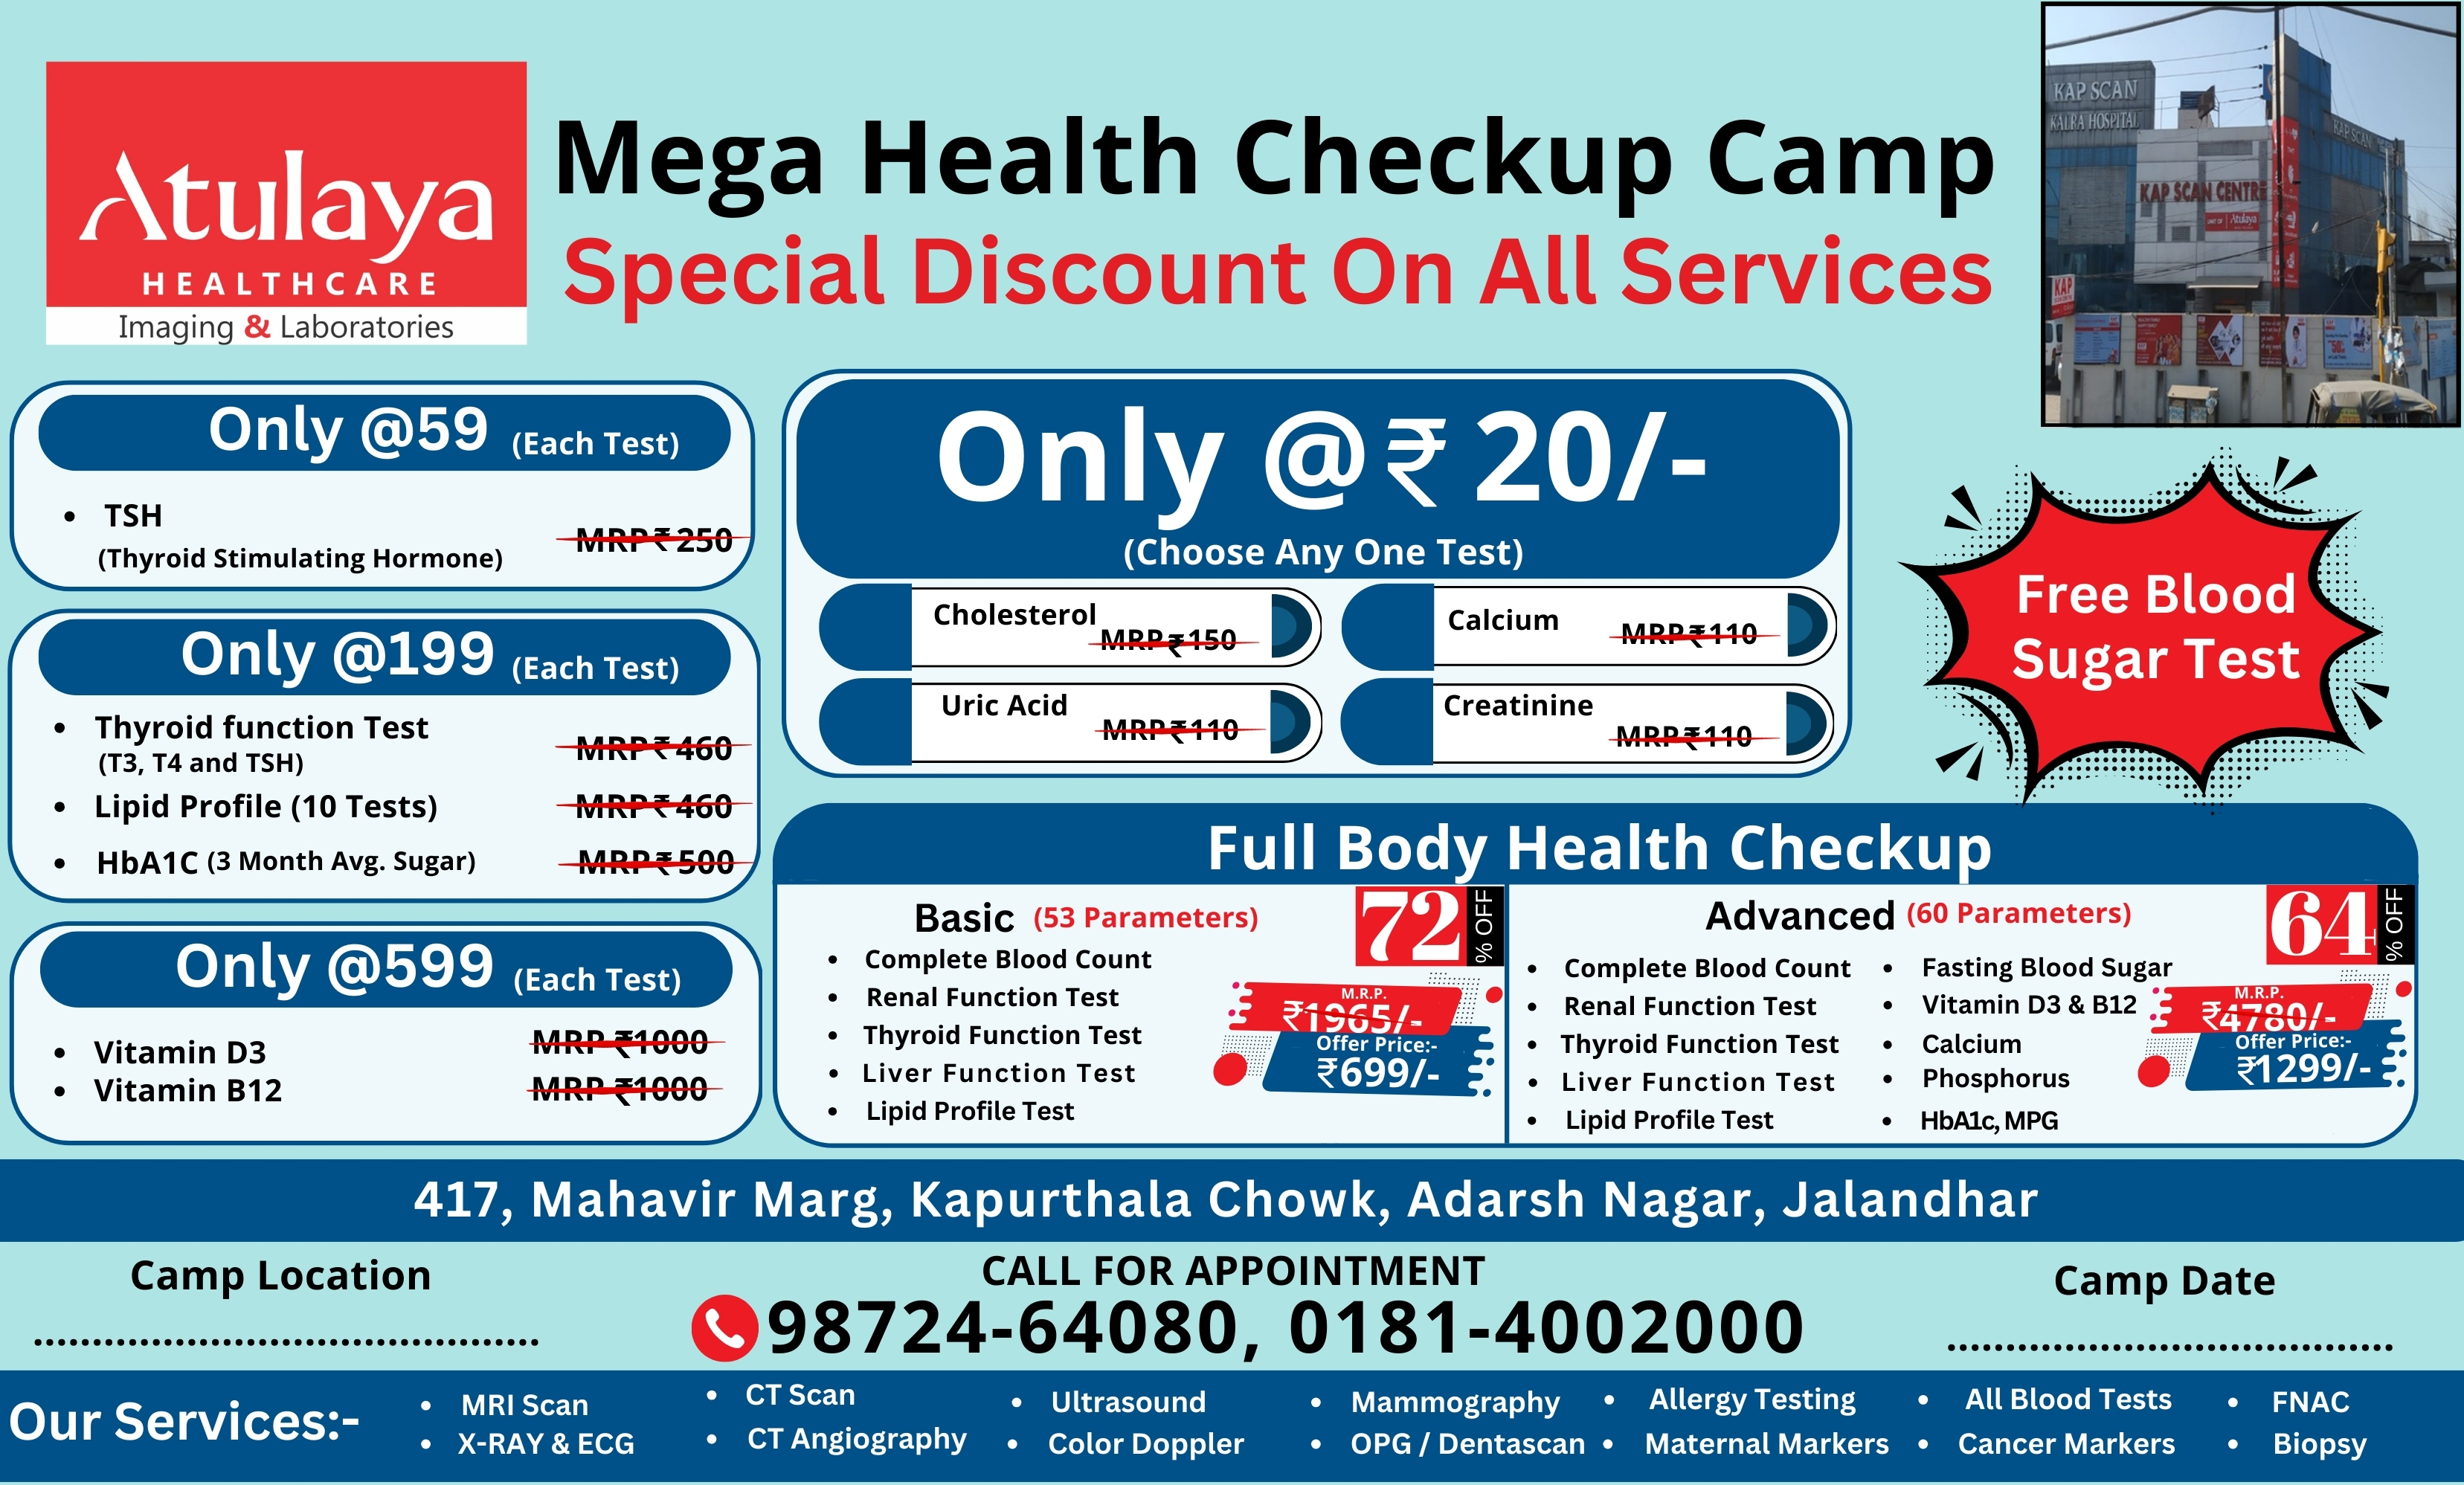 Atulaya
HEALTHCARE
Imaging & Laboratories
Mega Health Checkup Camp
Special Discount On All Services
KAP SCAN
KALRA HOSPITAL
KAP SCAN
KAP SCAN CENTRE
UNIT OF Atulaya
KAP
Only @59 (Each Test)
• TSH
(Thyroid Stimulating Hormone)
MRP₹250
Only @199 (Each Test)
• Thyroid function Test
(T3, T4 and TSH)
MRP₹460
• Lipid Profile (10 Tests) MRP₹460
• HbA1C (3 Month Avg. Sugar) MRP₹500
Only @599 (Each Test)
• Vitamin D3 MRP ₹1000
• Vitamin B12 MRP ₹1000
Only @₹20/-
(Choose Any One Test)
Cholesterol
MRP₹150
Calcium MRP₹110
Uric Acid
MRP₹110
Creatinine
MRP₹110
Free Blood
Sugar Test
Full Body Health Checkup
Basic (53 Parameters)
72 % OFF
• Complete Blood Count
• Renal Function Test
• Thyroid Function Test
• Liver Function Test
• Lipid Profile Test
M.R.P.
₹1965/-
Offer Price:-
₹699/-
Advanced (60 Parameters)
64 % OFF
• Complete Blood Count
• Renal Function Test
• Thyroid Function Test
• Liver Function Test
• Lipid Profile Test
• Fasting Blood Sugar
• Vitamin D3 & B12
• Calcium
• Phosphorus
• HbA1c, MPG
M.R.P.
₹4780/-
Offer Price:-
₹1299/-
417, Mahavir Marg, Kapurthala Chowk, Adarsh Nagar, Jalandhar
Camp Location
............................................
CALL FOR APPOINTMENT
98724-64080, 0181-4002000
Camp Date
.......................................
Our Services:-
• MRI Scan
• X-RAY & ECG
• CT Scan
• CT Angiography
• Ultrasound
• Color Doppler
• Mammography
• OPG / Dentascan
• Allergy Testing
• Maternal Markers
• All Blood Tests
• Cancer Markers
• FNAC
• Biopsy